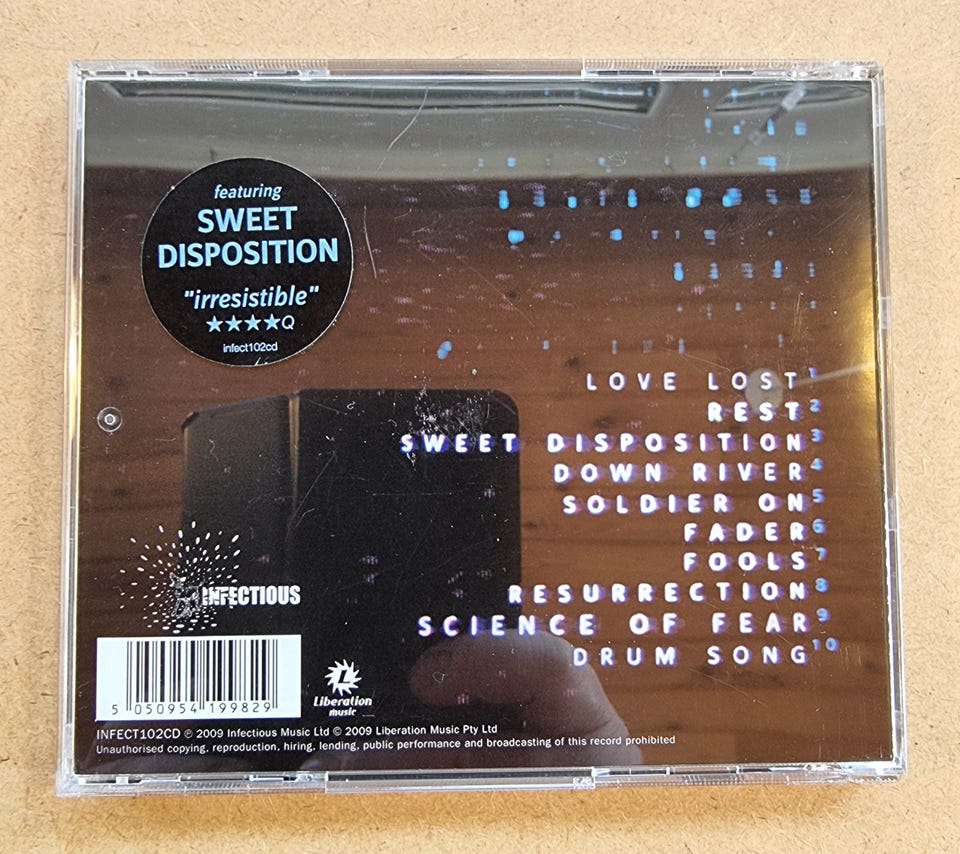 featuring
SWEET
DISPOSITION
"irresistible"
★★★★Q
infect102cd
LOVE LOST 1
REST 2
SWEET DISPOSITION 3
DOWN RIVER 4
SOLDIER ON 5
FADER 6
FOOLS 7
RESURRECTION 8
SCIENCE OF FEAR 9
DRUM SONG 10
INFECTIOUS
5 050954 199829
L
Liberation
music
INFECT102CD ℗ 2009 Infectious Music Ltd © 2009 Liberation Music Pty Ltd
Unauthorised copying, reproduction, hiring, lending, public performance and broadcasting of this record prohibited